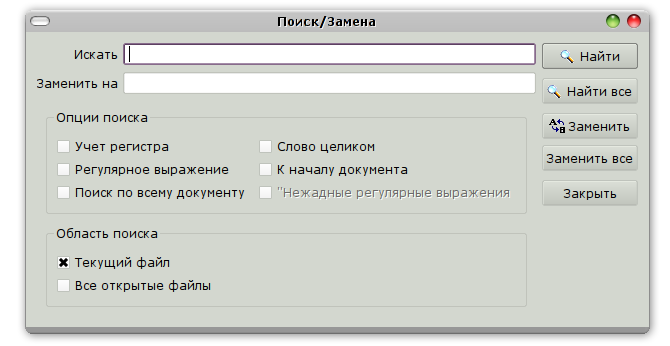 Поиск/Замена
Искать
Найти
Заменить на
Найти все
Опции поиска
Учет регистра
Слово целиком
Заменить
Регулярное выражение
К началу документа
Заменить все
Поиск по всему документу
"Нежадные регулярные выражения
Закрыть
Область поиска
Текущий файл
Все открытые файлы